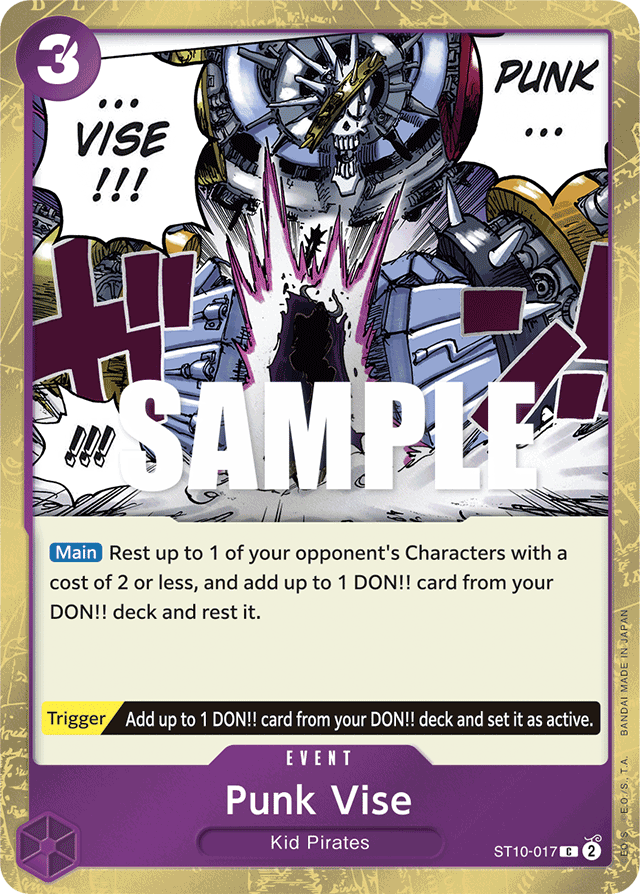 3
PUNK
...
...
VISE
!!!
ガ
!!!
SAMPLE
Main Rest up to 1 of your opponent's Characters with a
cost of 2 or less, and add up to 1 DON!! card from your
DON!! deck and rest it.
Trigger Add up to 1 DON!! card from your DON!! deck and set it as active.
EVENT
Punk Vise
Kid Pirates
ST10-017 C 2
©E.O./S., T.A. BANDAI MADE IN JAPAN